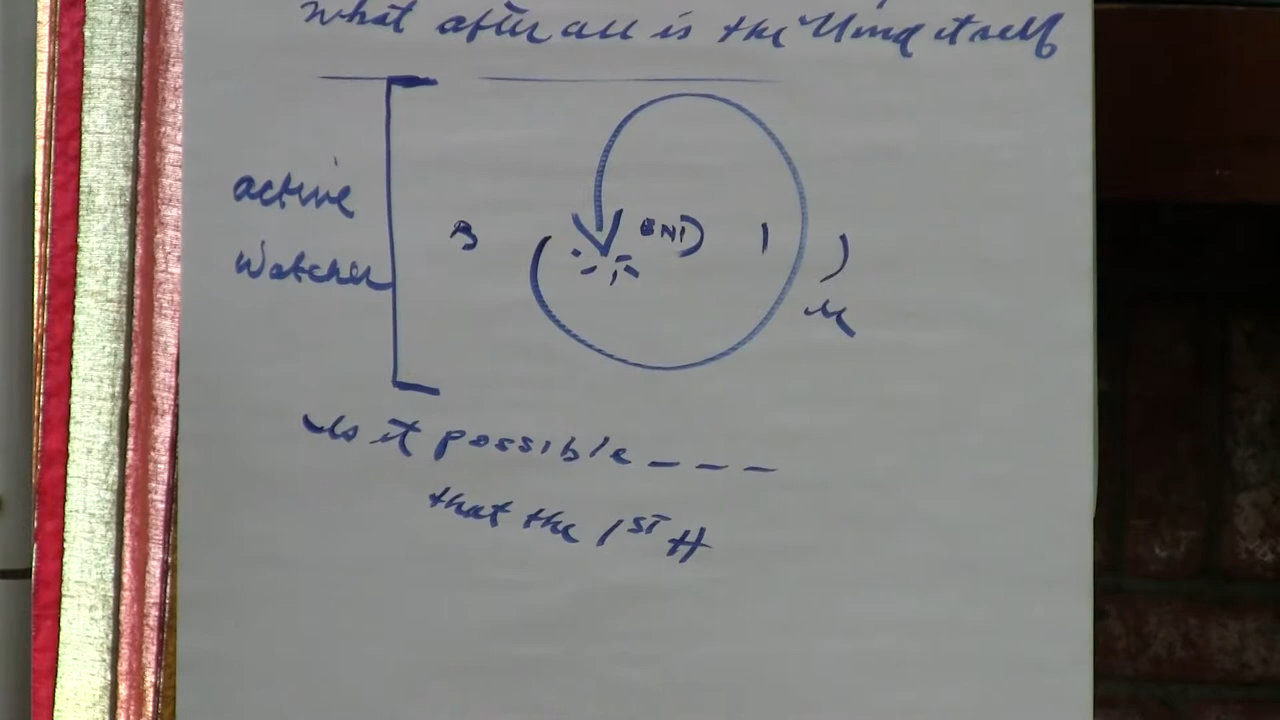 What after all is the Mind itself
active
Watcher
B END I
M
Is it possible _ _ _
that the 1ST H